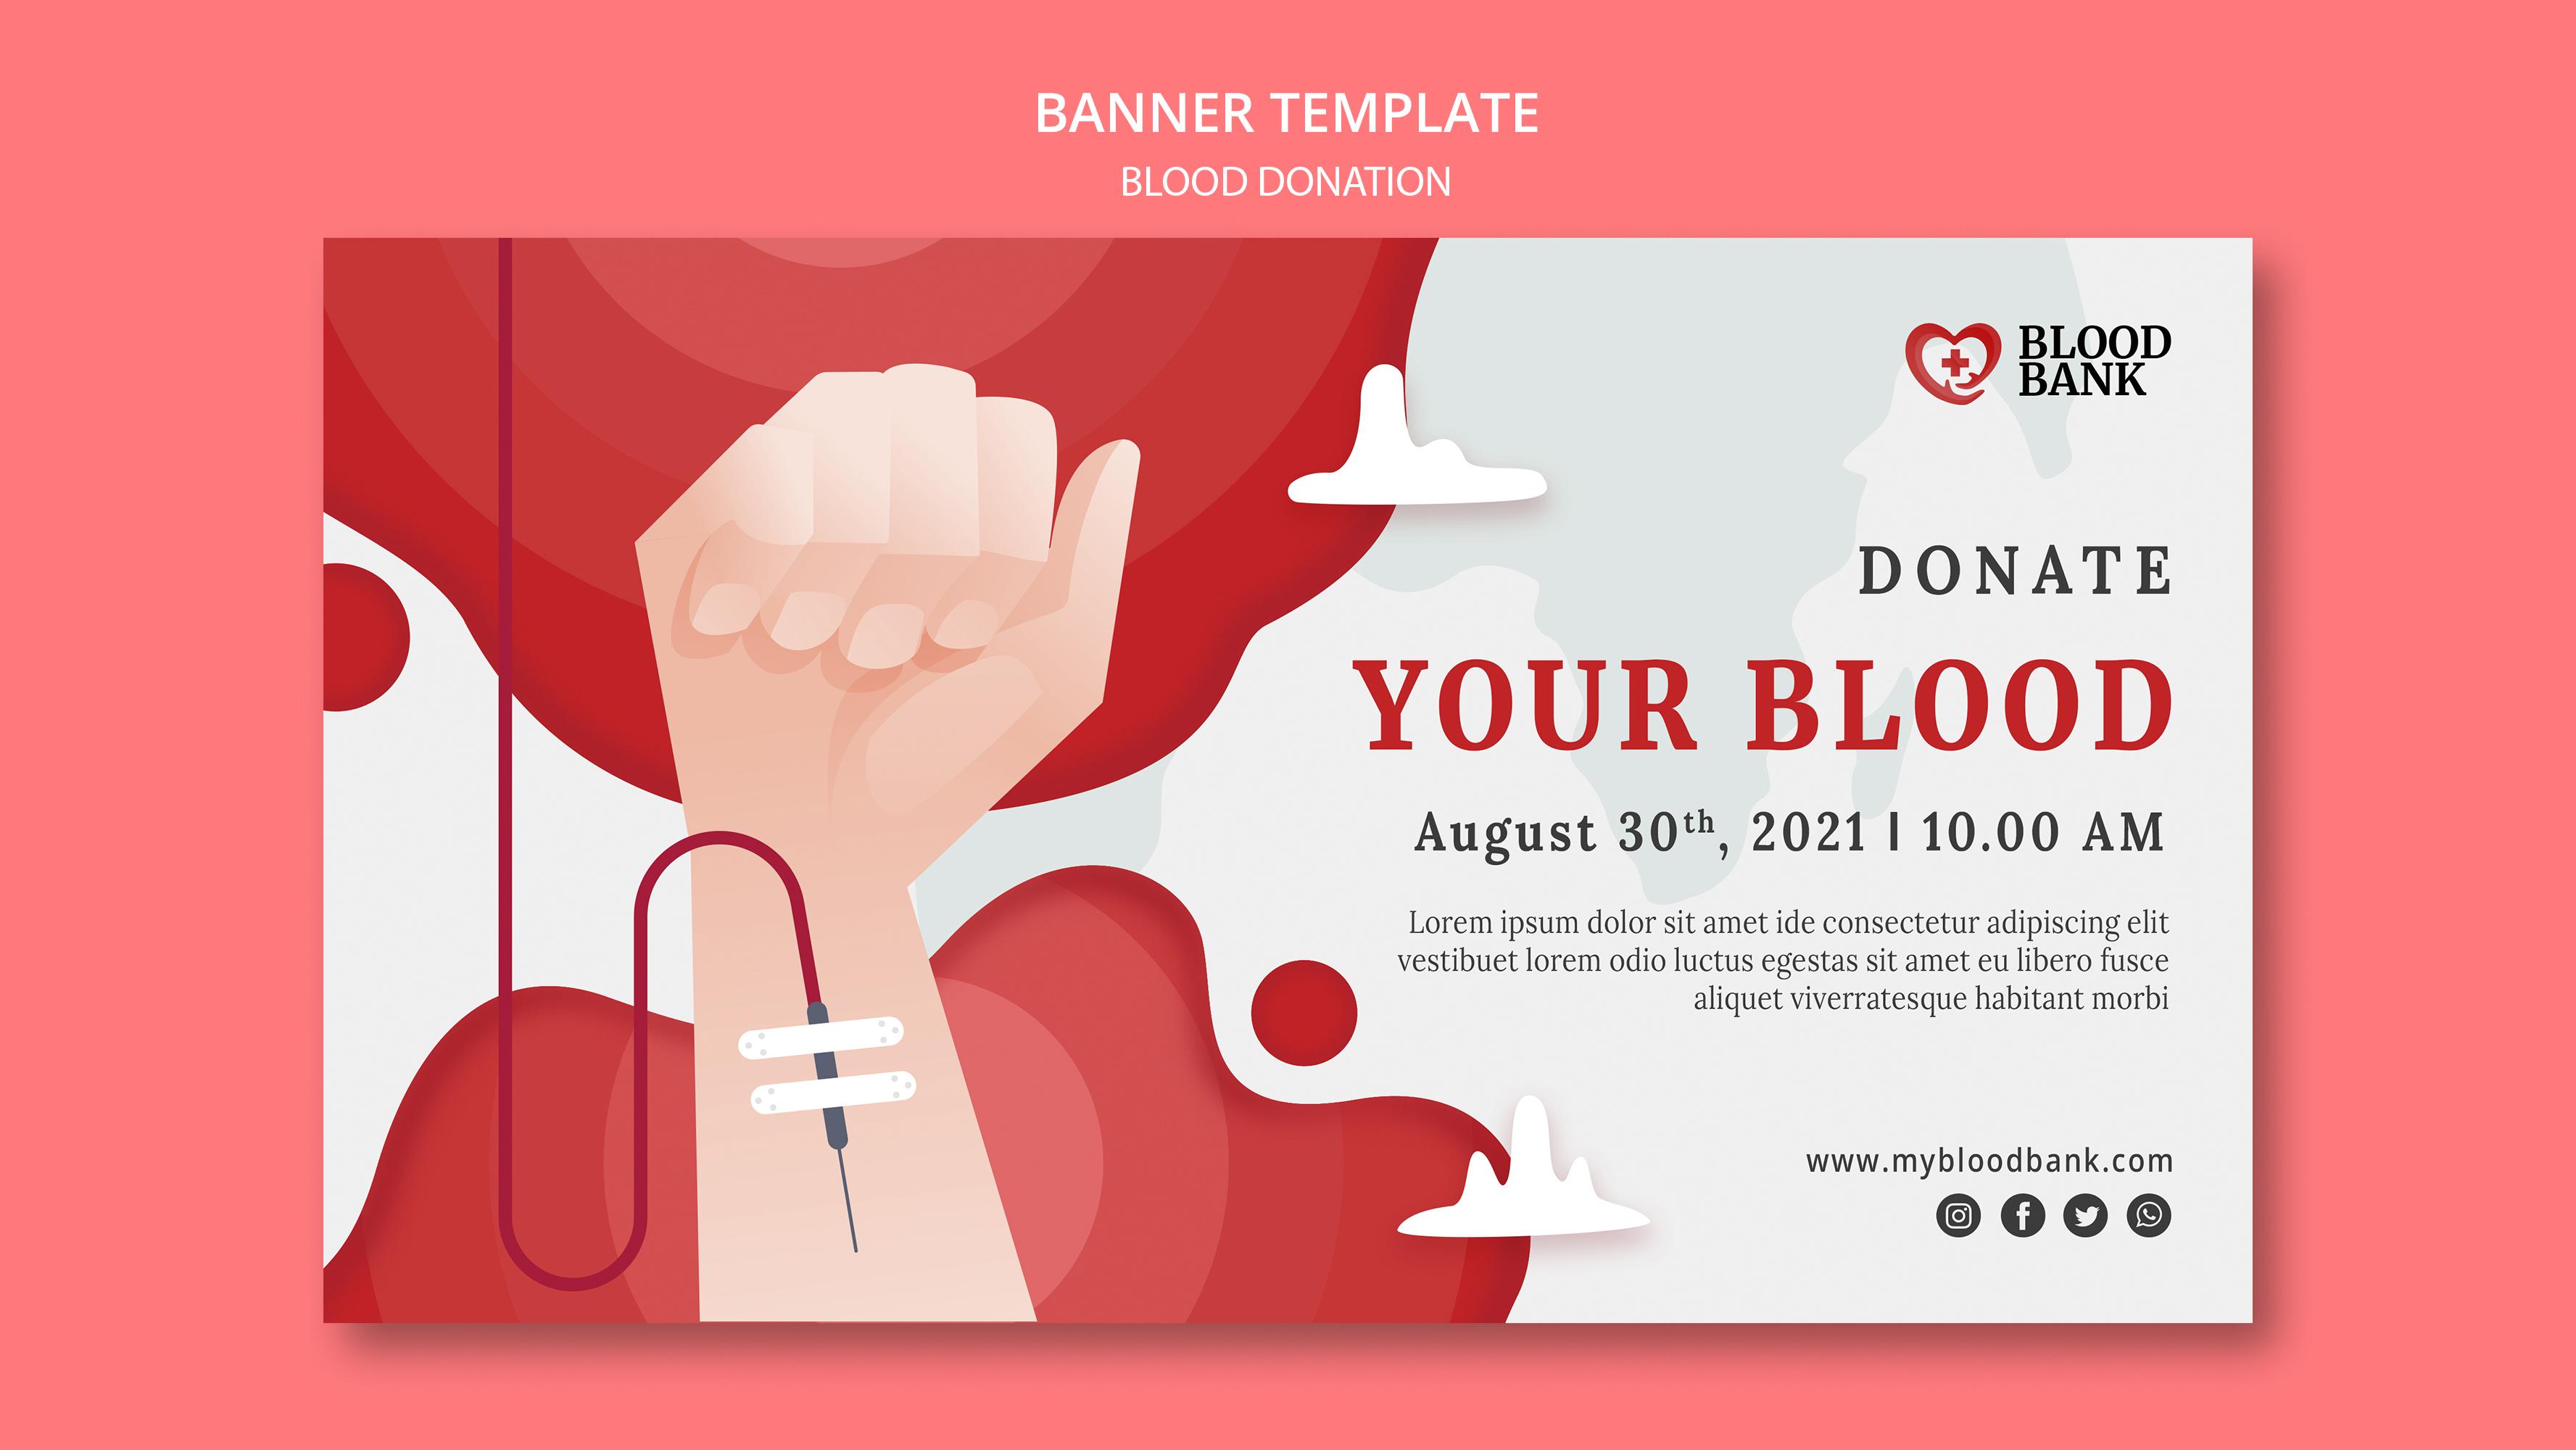 BANNER TEMPLATE
BLOOD DONATION
BLOOD
BANK
DONATE
YOUR BLOOD
August 30th, 2021 I 10.00 AM
Lorem ipsum dolor sit amet ide consectetur adipiscing elit
vestibuet lorem odio luctus egestas sit amet eu libero fusce
aliquet viverratesque habitant morbi
www.mybloodbank.com